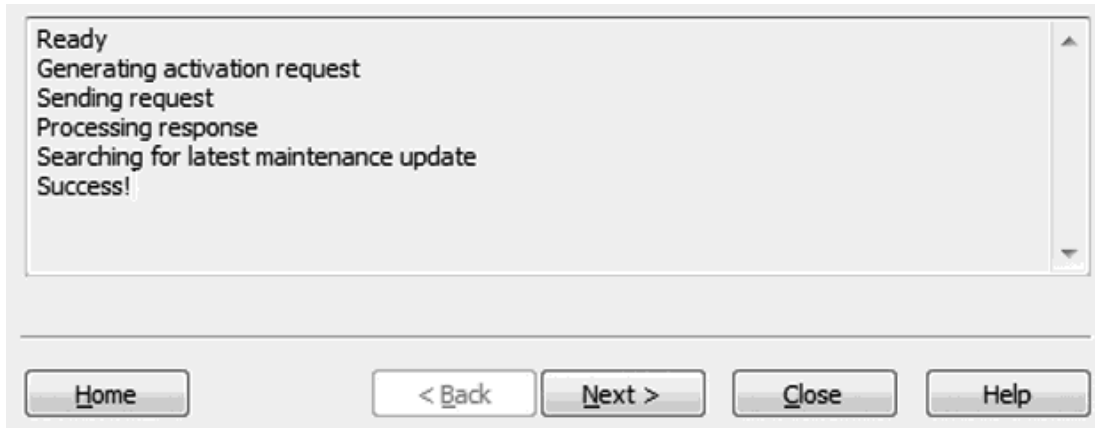 Ready
Generating activation request
Sending request
Processing response
Searching for latest maintenance update
Success!
Home < Back Next > Close Help